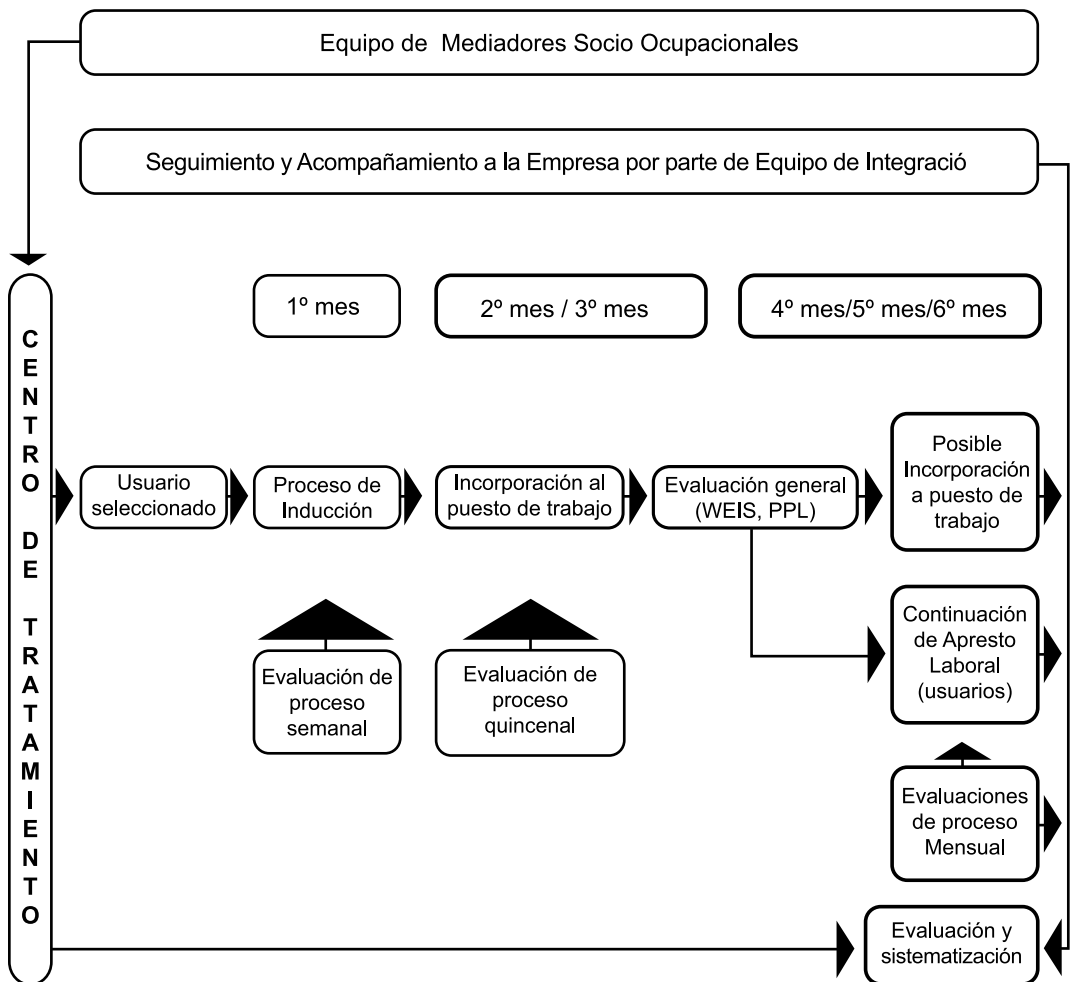 Equipo de Mediadores Socio Ocupacionales
Seguimiento y Acompañamiento a la Empresa por parte de Equipo de Integració
1º mes
2º mes / 3º mes
4º mes/5º mes/6º mes
CENTRO DE TRATAMIENTO
Usuario
seleccionado
Proceso de
Inducción
Incorporación al
puesto de trabajo
Evaluación general
(WEIS, PPL)
Posible
Incorporación
a puesto de
trabajo
Evaluación de
proceso
semanal
Evaluación de
proceso
quincenal
Continuación
de Apresto
Laboral
(usuarios)
Evaluaciones
de proceso
Mensual
Evaluación y
sistematización